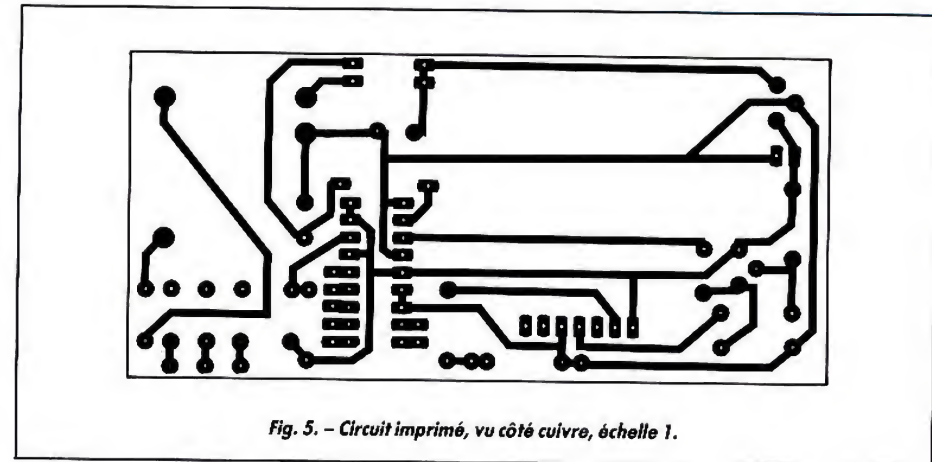 Fig. 5. – Circuit imprimé, vu côté cuivre, échelle 1.